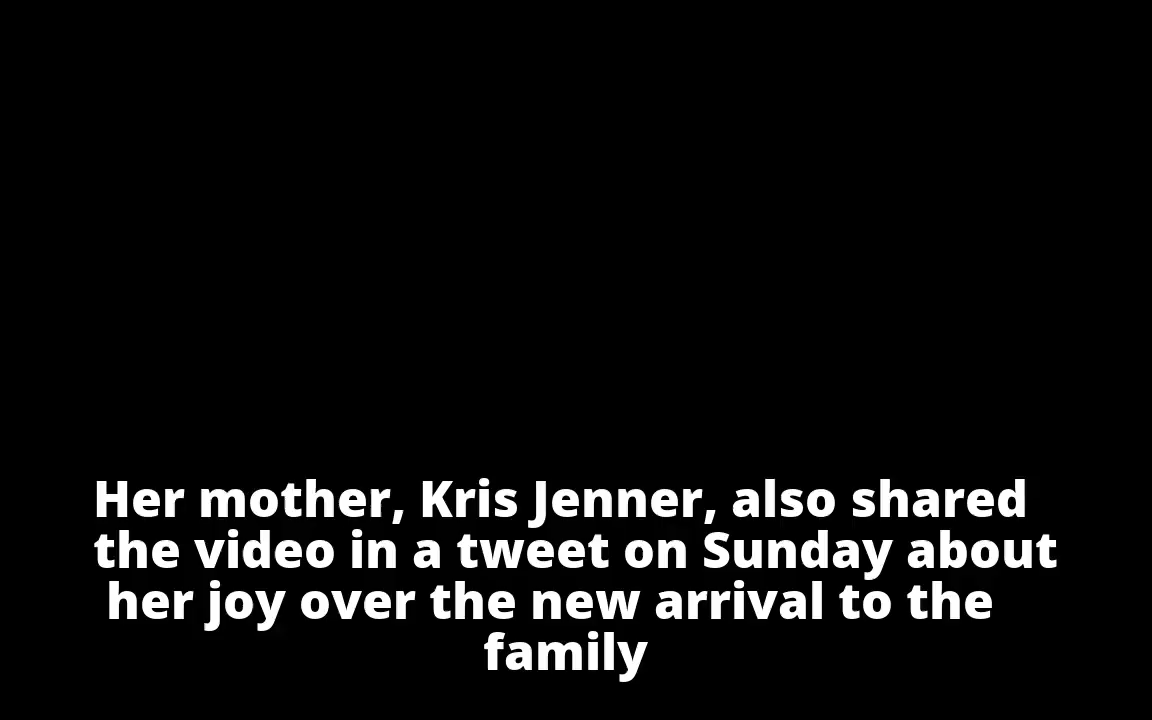 Her mother, Kris Jenner, also shared
the video in a tweet on Sunday about
her joy over the new arrival to the
family